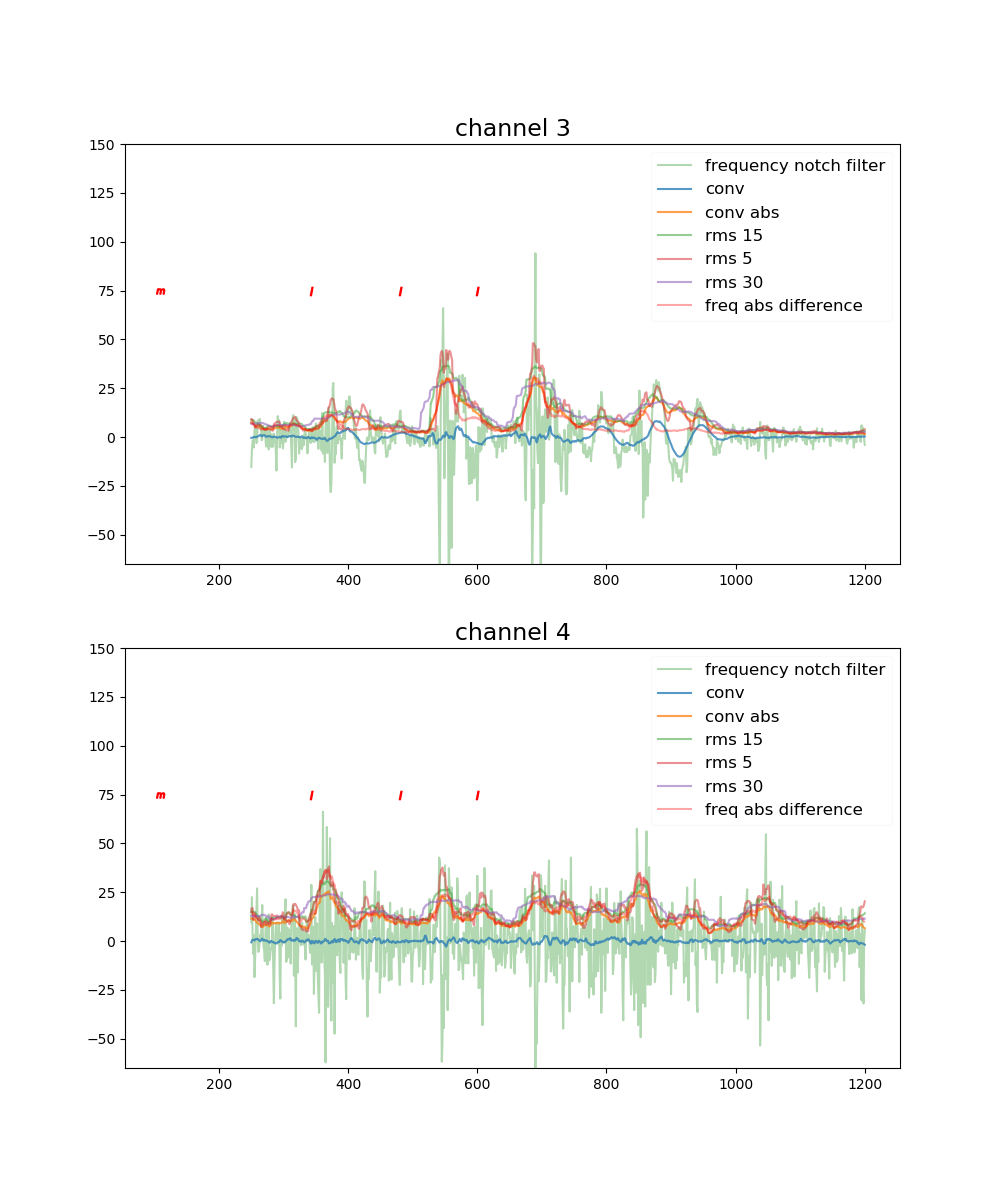 channel 3
150
125
100
75
50
25
0
−25
−50
frequency notch filter
conv
conv abs
rms 15
rms 5
rms 30
freq abs difference
m
/
/
/
200
400
600
800
1000
1200
channel 4
150
125
100
75
50
25
0
−25
−50
frequency notch filter
conv
conv abs
rms 15
rms 5
rms 30
freq abs difference
m
/
/
/
200
400
600
800
1000
1200